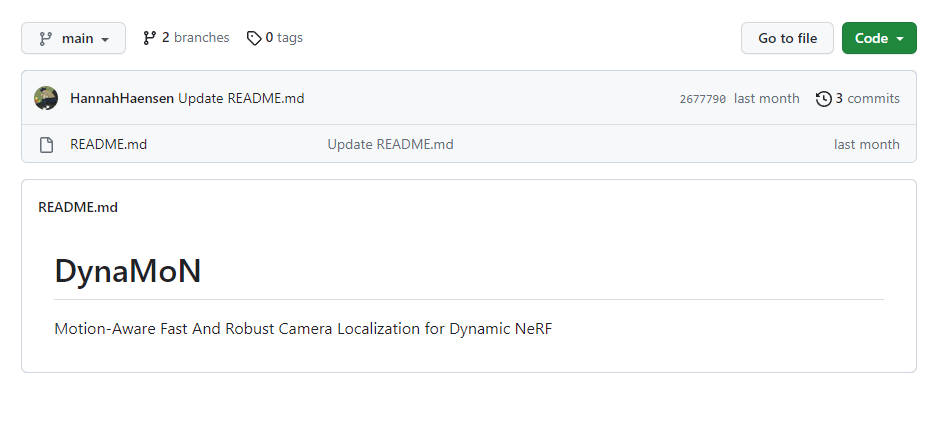 main 2 branches 0 tags Go to file Code
HannahHaensen Update README.md 2677790 last month 3 commits
README.md Update README.md last month
README.md
DynaMoN
Motion-Aware Fast And Robust Camera Localization for Dynamic NeRF